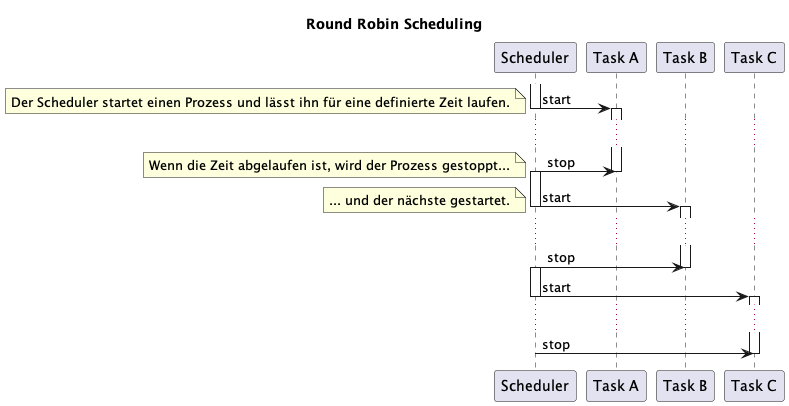 Round Robin Scheduling
Scheduler Task A Task B Task C
Der Scheduler startet einen Prozess und lässt ihn für eine definierte Zeit laufen. start
Wenn die Zeit abgelaufen ist, wird der Prozess gestoppt... stop
... und der nächste gestartet. start
stop
start
stop
Scheduler Task A Task B Task C